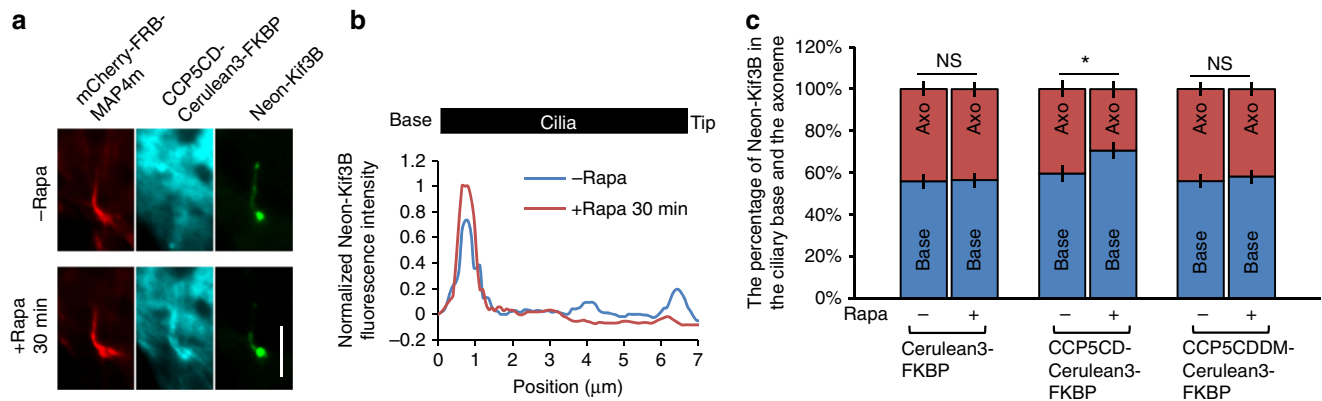 a
mCherry-FRB-
MAP4m
CCP5CD-
Cerulean3-FKBP
Neon-Kif3B
–Rapa
+Rapa
30 min
b
Base
Cilia
Tip
Normalized Neon-Kif3B
fluorescence intensity
1.2
1
0.8
0.6
0.4
0.2
0
–0.2
–Rapa
+Rapa 30 min
0 1 2 3 4 5 6 7
Position (μm)
c
The percentage of Neon-Kif3B in
the ciliary base and the axoneme
120%
100%
80%
60%
40%
20%
0%
NS * NS
Axo Axo Axo Axo Axo Axo
Base Base Base Base Base Base
Rapa – + – + – +
Cerulean3-
FKBP
CCP5CD-
Cerulean3-
FKBP
CCP5CDDM-
Cerulean3-
FKBP